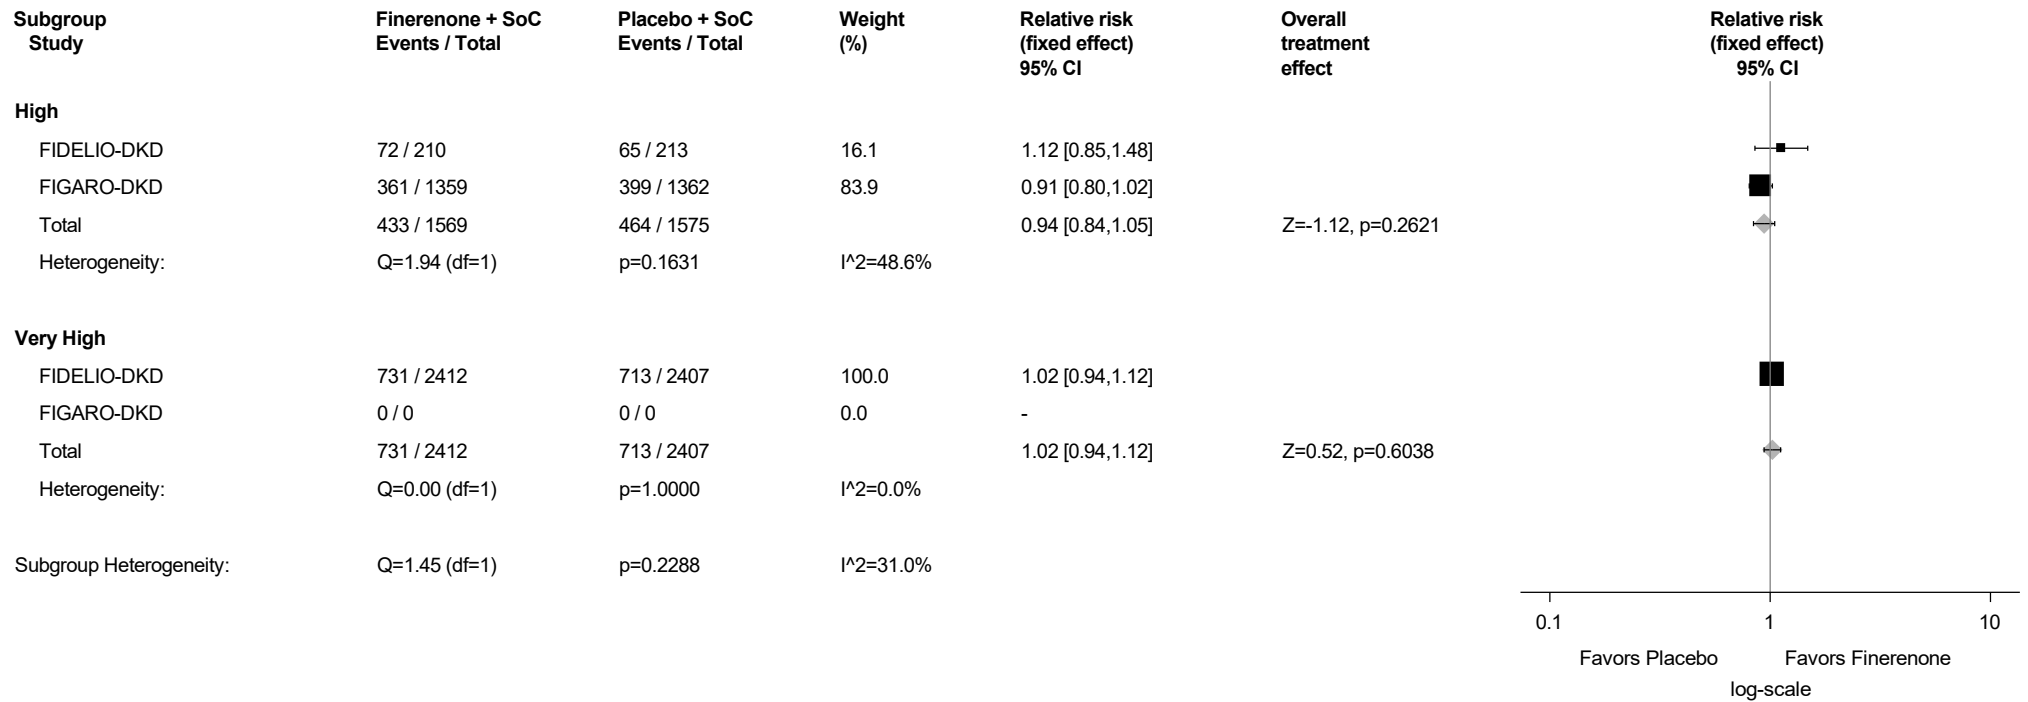 Subgroup Finerenone + SoC Placebo + SoC Weight Relative risk Overall Relative risk
Study Events / Total Events / Total (%) (fixed effect) treatment (fixed effect)
95% CI effect 95% CI
High
FIDELIO-DKD 72 / 210 65 / 213 16.1 1.12 [0.85,1.48]
FIGARO-DKD 361 / 1359 399 / 1362 83.9 0.91 [0.80,1.02]
Total 433 / 1569 464 / 1575 0.94 [0.84,1.05] Z=-1.12, p=0.2621
Heterogeneity: Q=1.94 (df=1) p=0.1631 I^2=48.6%
Very High
FIDELIO-DKD 731 / 2412 713 / 2407 100.0 1.02 [0.94,1.12]
FIGARO-DKD 0 / 0 0 / 0 0.0 -
Total 731 / 2412 713 / 2407 1.02 [0.94,1.12] Z=0.52, p=0.6038
Heterogeneity: Q=0.00 (df=1) p=1.0000 I^2=0.0%
Subgroup Heterogeneity: Q=1.45 (df=1) p=0.2288 I^2=31.0%
0.1 1 10
Favors Placebo Favors Finerenone
log-scale